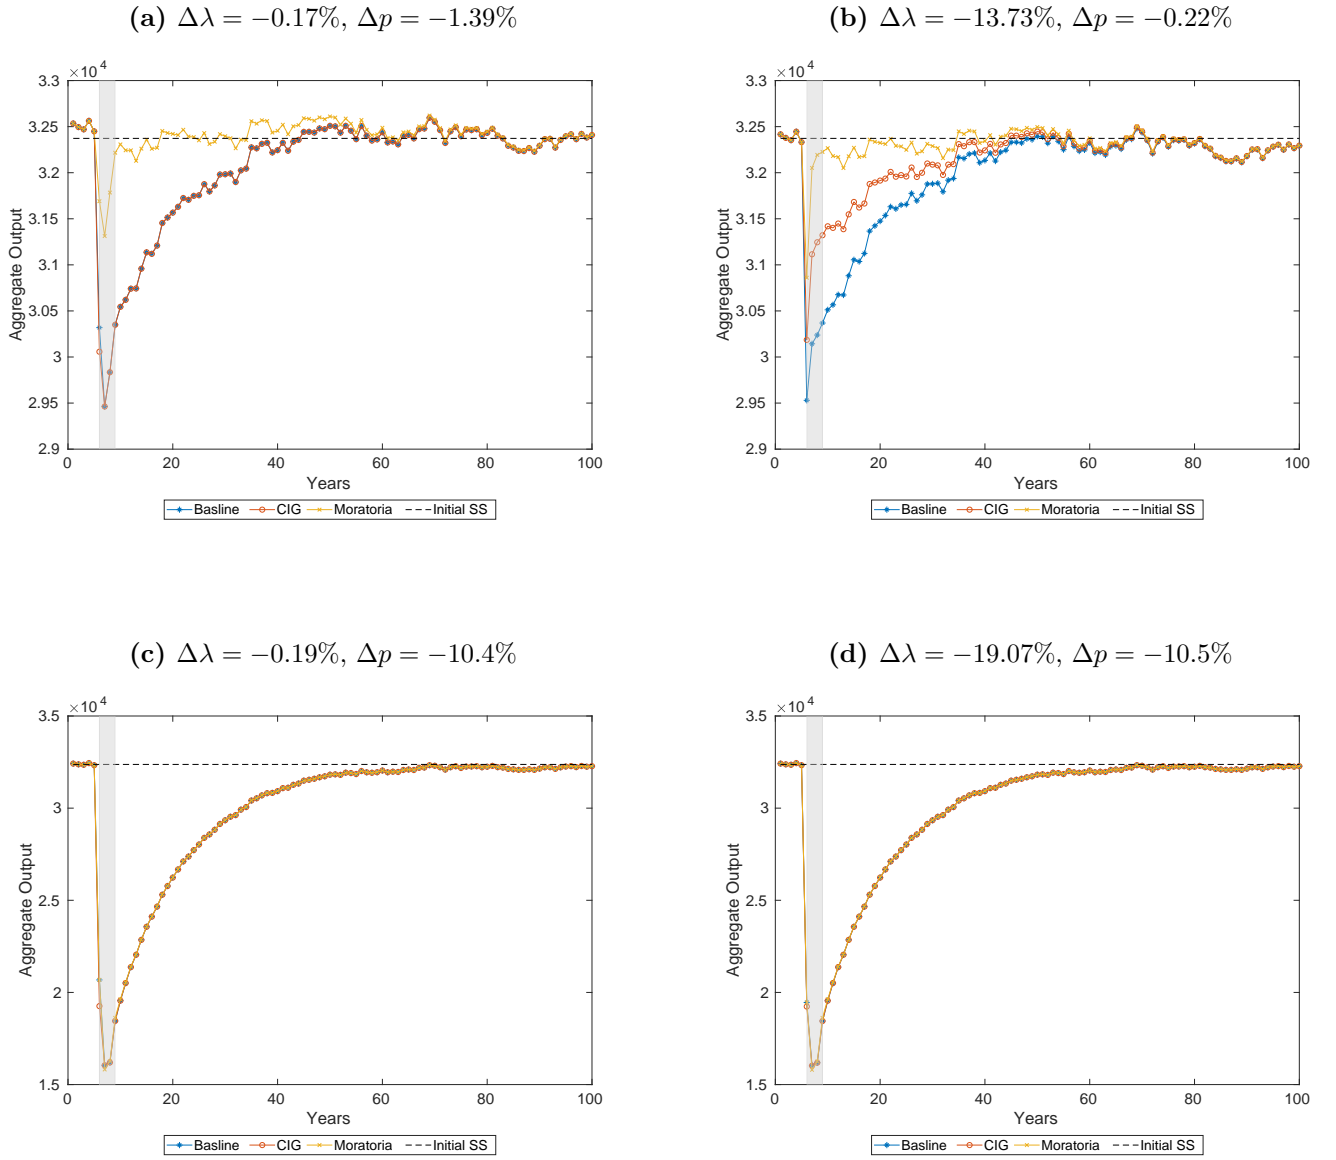 (a) Δλ = −0.17%, Δp = −1.39%
(b) Δλ = −13.73%, Δp = −0.22%
×10⁴
3.3
3.25
3.2
3.15
3.1
3.05
3
2.95
2.9
0 20 40 60 80 100
Aggregate Output
Years
Basline CIG Moratoria Initial SS
×10⁴
3.3
3.25
3.2
3.15
3.1
3.05
3
2.95
2.9
0 20 40 60 80 100
Aggregate Output
Years
Basline CIG Moratoria Initial SS
(c) Δλ = −0.19%, Δp = −10.4%
(d) Δλ = −19.07%, Δp = −10.5%
×10⁴
3.5
3
2.5
2
1.5
0 20 40 60 80 100
Aggregate Output
Years
Basline CIG Moratoria Initial SS
×10⁴
3.5
3
2.5
2
1.5
0 20 40 60 80 100
Aggregate Output
Years
Basline CIG Moratoria Initial SS